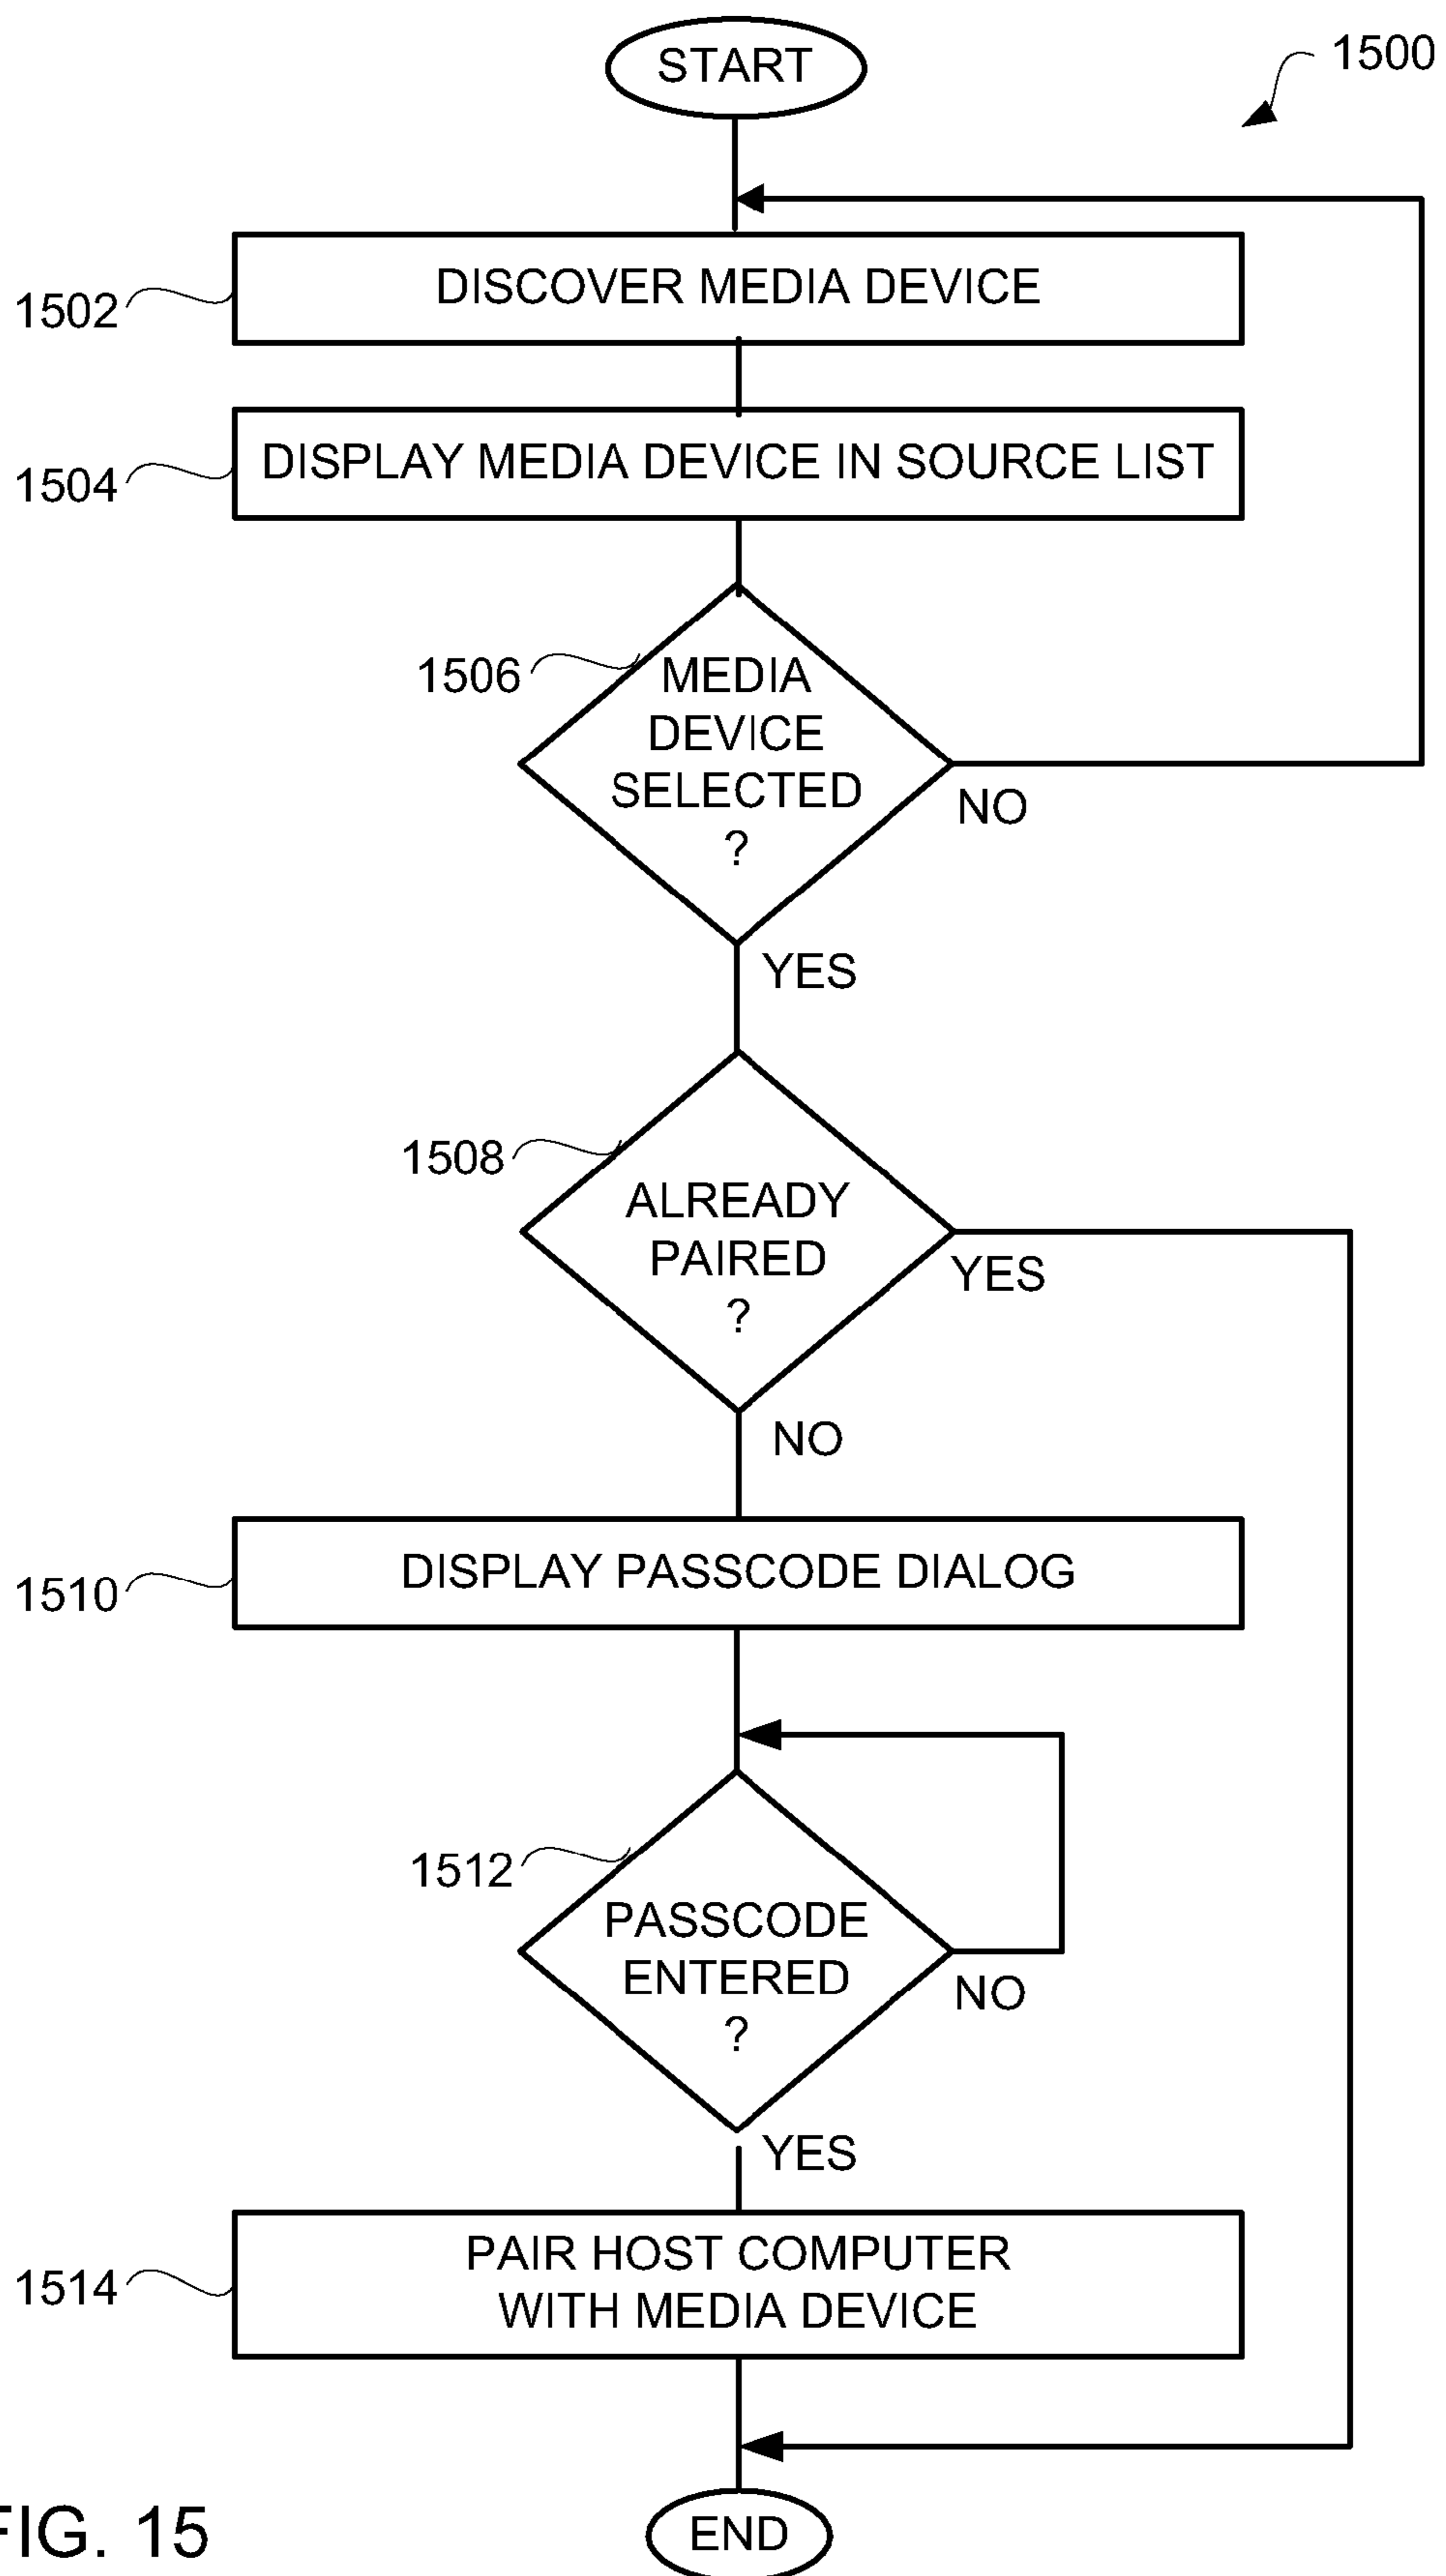 START
1500
DISCOVER MEDIA DEVICE
1502
DISPLAY MEDIA DEVICE IN SOURCE LIST
1504
1506
MEDIA
DEVICE
SELECTED
?
NO
YES
1508
ALREADY
PAIRED
?
YES
NO
DISPLAY PASSCODE DIALOG
1510
1512
PASSCODE
ENTERED
?
NO
YES
PAIR HOST COMPUTER
WITH MEDIA DEVICE
1514
FIG. 15
END